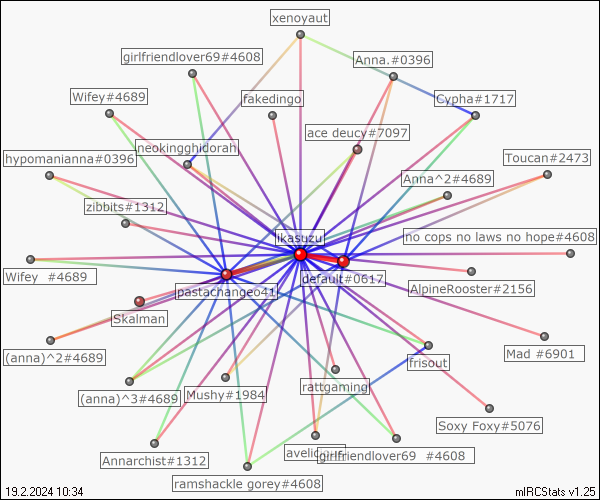 xenoyaut
girlfriendlover69#4608
Anna.#0396
Wifey#4689
fakedingo
Cypha#1717
ace deucy#7097
neokingghidorah
hypomanianna#0396
Toucan#2473
Anna^2#4689
zibbits#1312
ikasuzu
no cops no laws no hope#4608
Wifey #4689
default#0617
pastachangeo41
AlpineRooster#2156
Skalman
(anna)^2#4689
frisout
Mad #6901
(anna)^3#4689
Mushy#1984
rattgaming
Soxy Foxy#5076
girlfriendlover69 #4608
Annarchist#1312
ramshackle gorey#4608
19.2.2024 10:34
mIRCStats v1.25